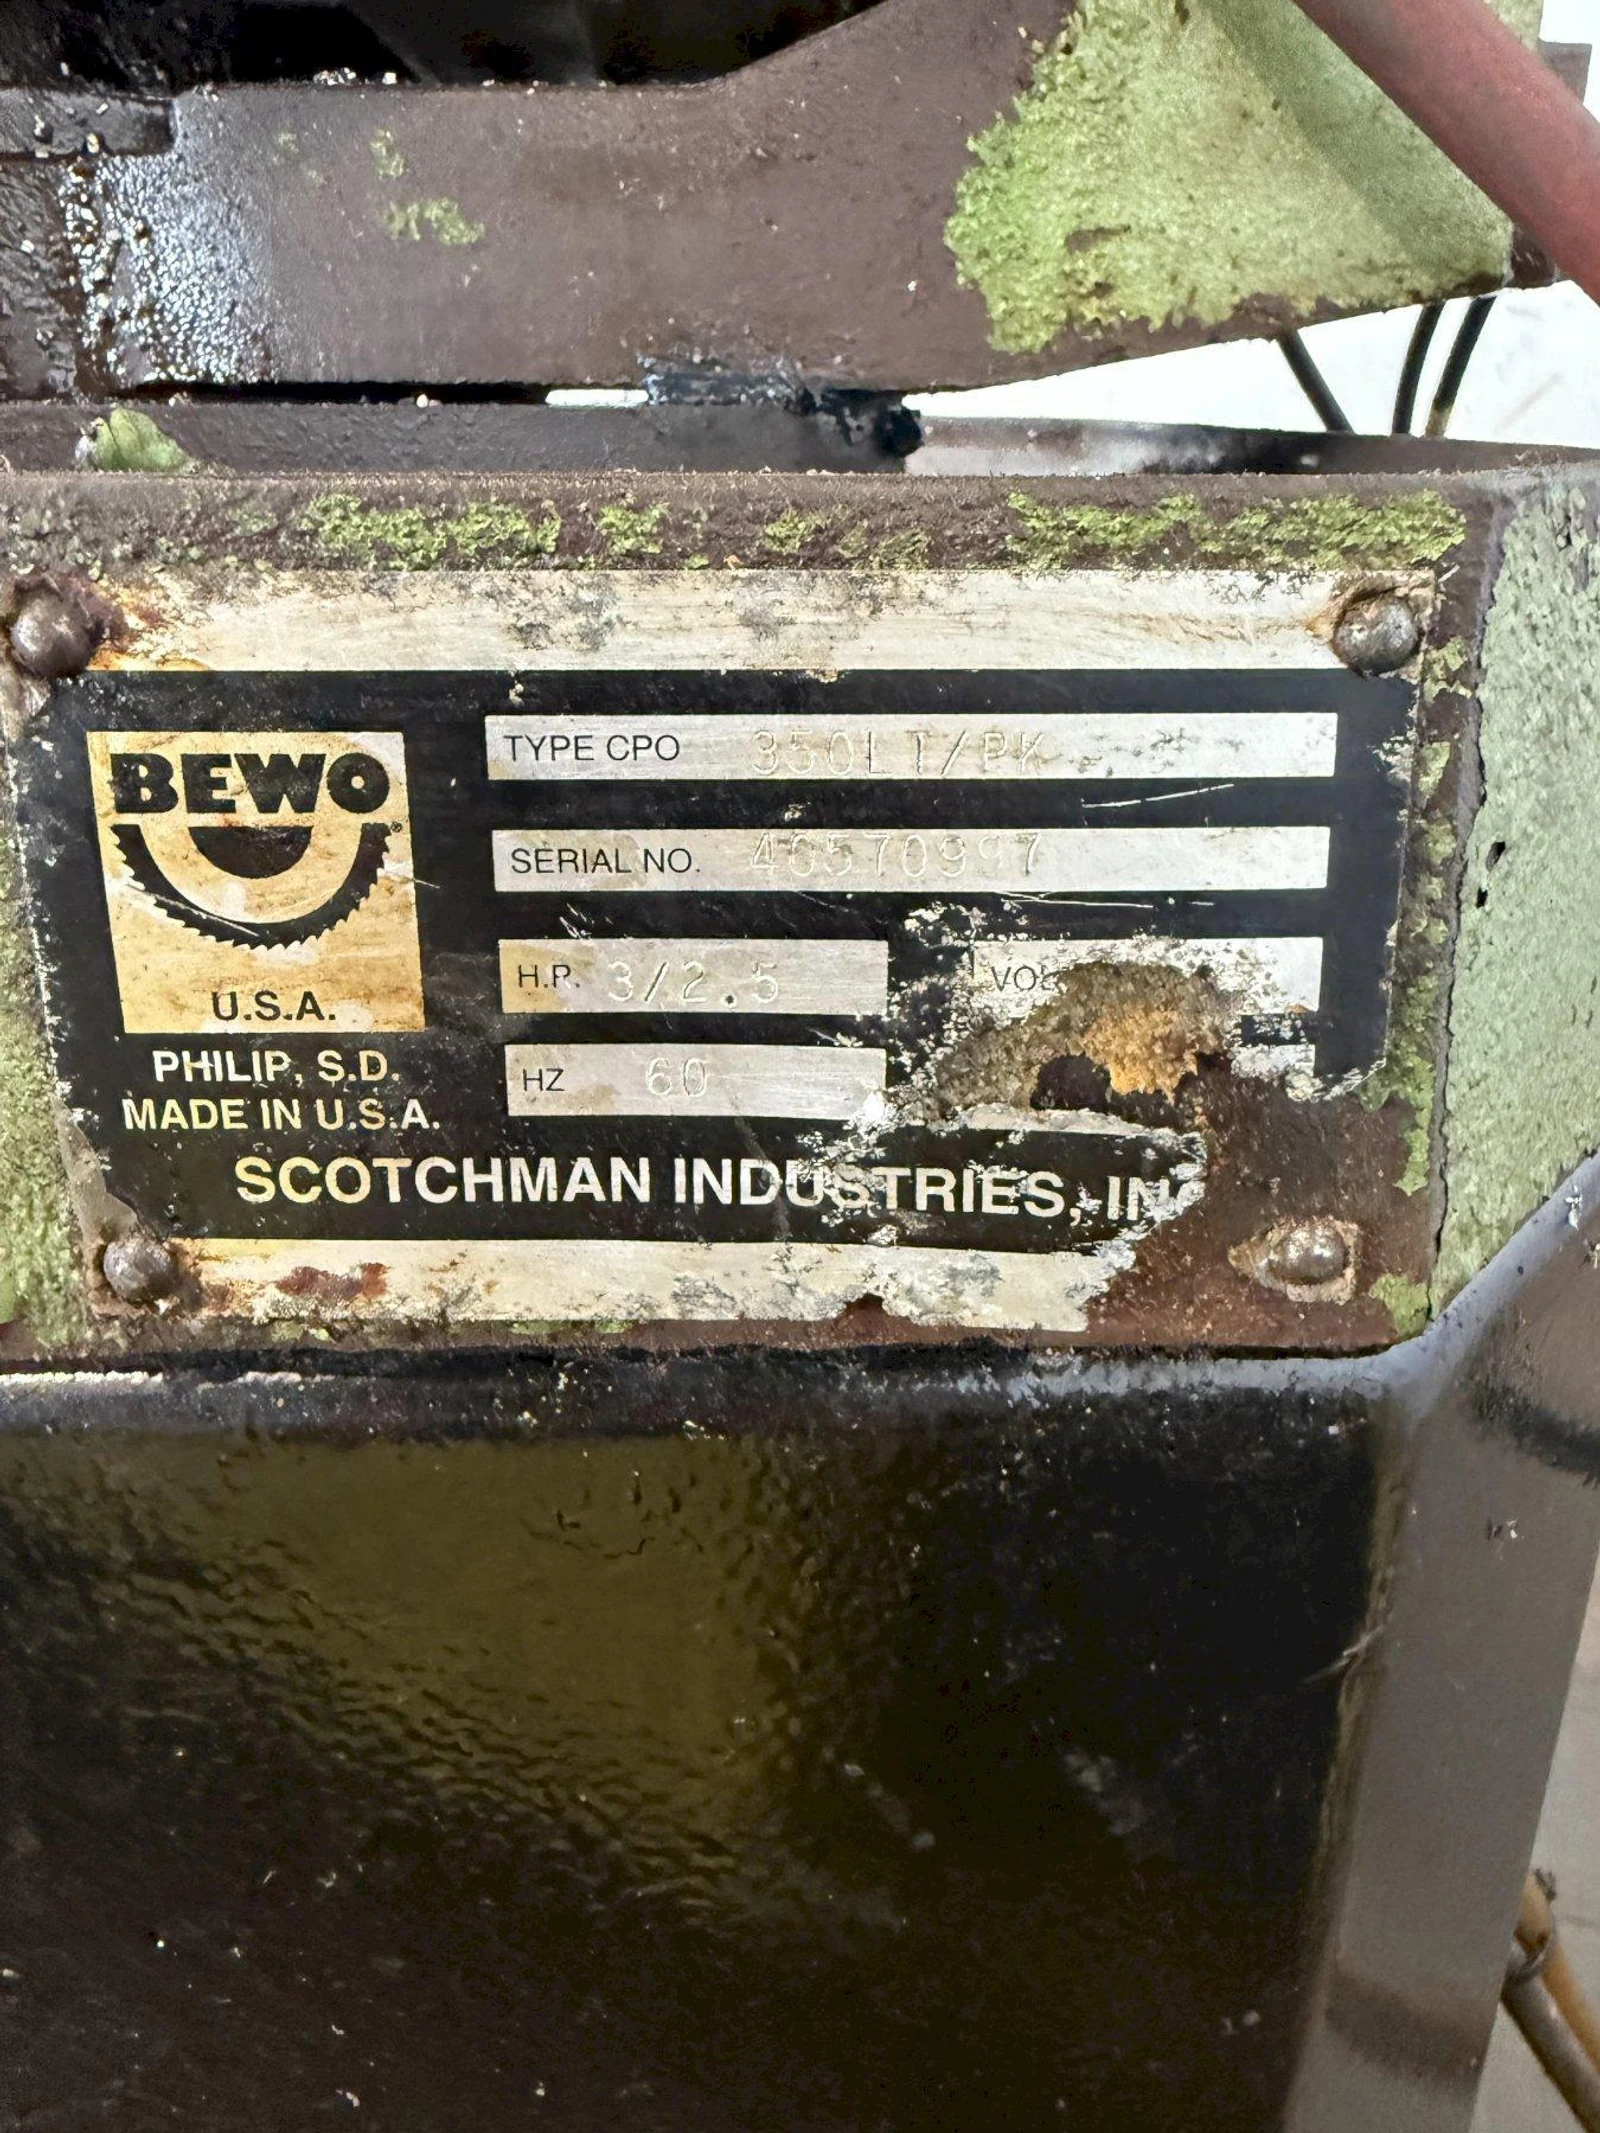 BEWO®
U.S.A.
PHILIP, S.D.
MADE IN U.S.A.
TYPE CPO 350LT/PK
SERIAL NO.
H.P. 3/2.5
HZ 60
SCOTCHMAN INDUSTRIES,